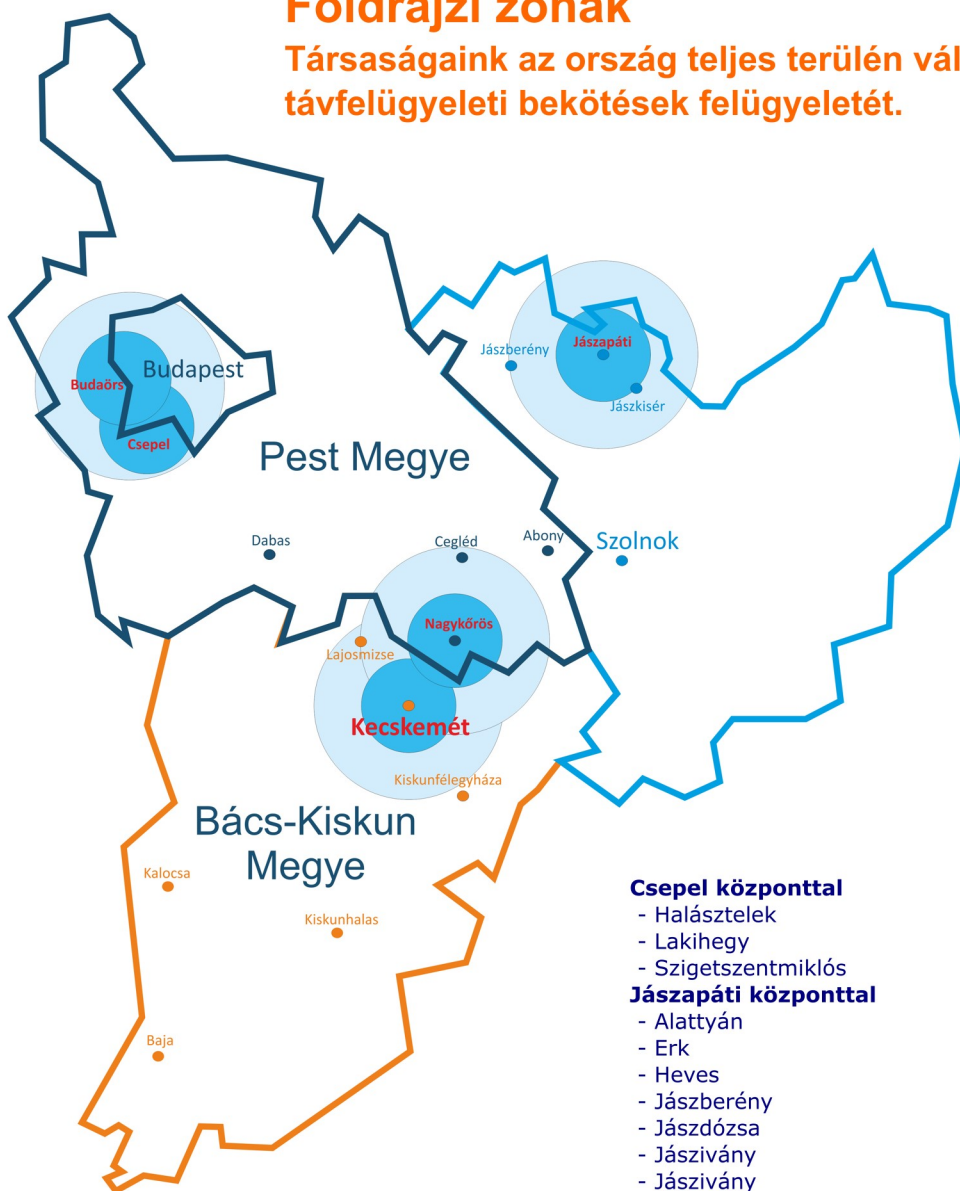 Földrajzi zónák
Társaságaink az ország teljes terülén vál
távfelügyeleti bekötések felügyeletét.
Jászberény
Jászapáti
Jászkisér
Budapest
Budaörs
Csepel
Pest Megye
Dabas
Cegléd
Abony
Szolnok
Nagykőrös
Lajosmizse
Kecskemét
Kiskunfélegyháza
Bács-Kiskun
Megye
Kalocsa
Kiskunhalas
Baja
Csepel központtal
- Halásztelek
- Lakihegy
- Szigetszentmiklós
Jászapáti központtal
- Alattyán
- Erk
- Heves
- Jászberény
- Jászdózsa
- Jászivány
- Jászivány